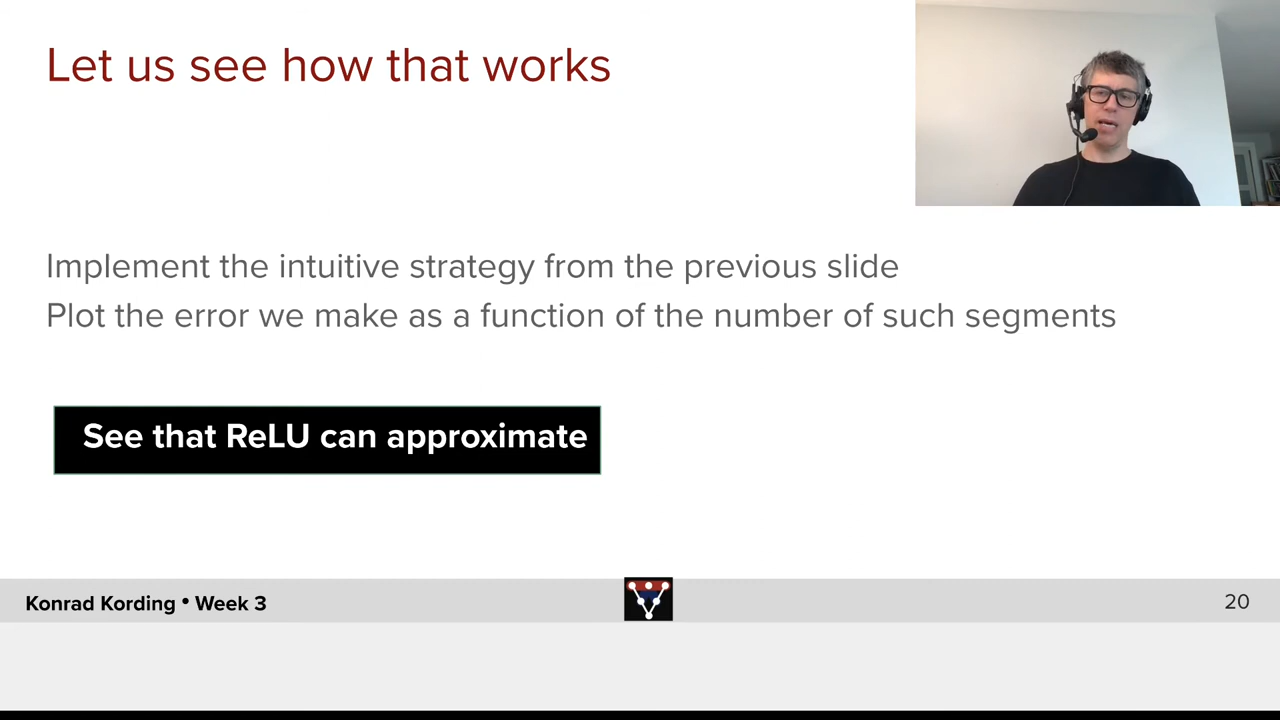 Let us see how that works
Implement the intuitive strategy from the previous slide
Plot the error we make as a function of the number of such segments
See that ReLU can approximate
Konrad Kording • Week 3
20